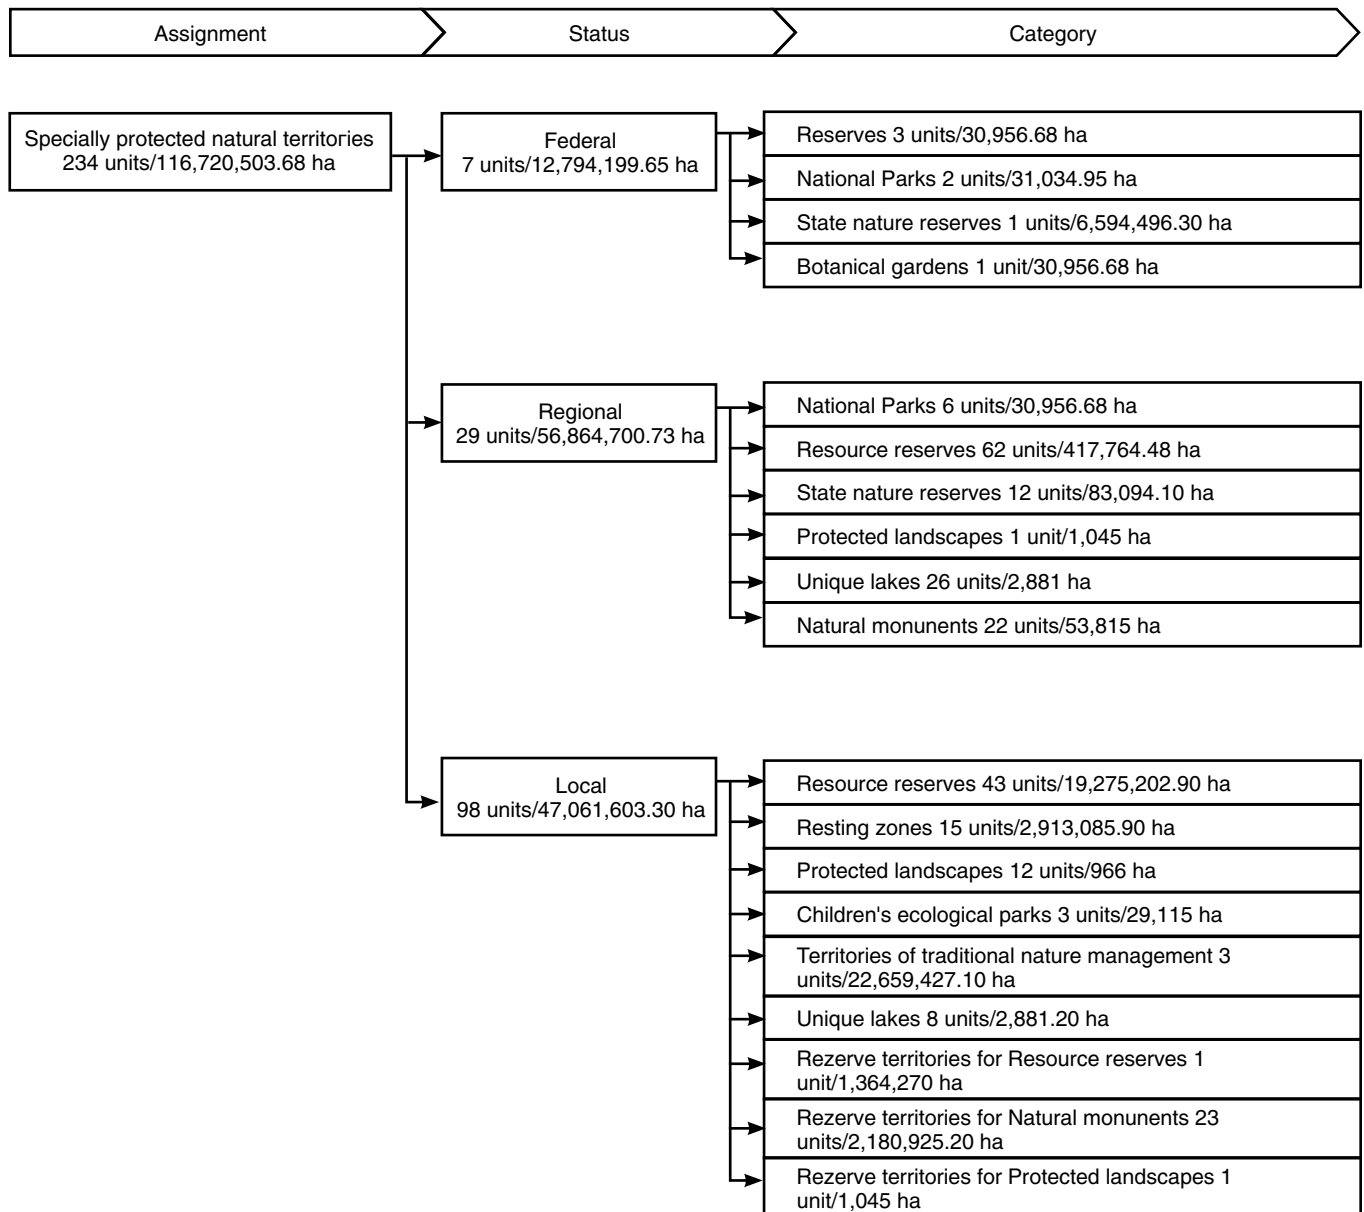 Assignment
Status
Category
Specially protected natural territories
234 units/116,720,503.68 ha
Federal
7 units/12,794,199.65 ha
Reserves 3 units/30,956.68 ha
National Parks 2 units/31,034.95 ha
State nature reserves 1 units/6,594,496.30 ha
Botanical gardens 1 unit/30,956.68 ha
Regional
29 units/56,864,700.73 ha
National Parks 6 units/30,956.68 ha
Resource reserves 62 units/417,764.48 ha
State nature reserves 12 units/83,094.10 ha
Protected landscapes 1 unit/1,045 ha
Unique lakes 26 units/2,881 ha
Natural monunents 22 units/53,815 ha
Local
98 units/47,061,603.30 ha
Resource reserves 43 units/19,275,202.90 ha
Resting zones 15 units/2,913,085.90 ha
Protected landscapes 12 units/966 ha
Children's ecological parks 3 units/29,115 ha
Territories of traditional nature management 3
units/22,659,427.10 ha
Unique lakes 8 units/2,881.20 ha
Rezerve territories for Resource reserves 1
unit/1,364,270 ha
Rezerve territories for Natural monunents 23
units/2,180,925.20 ha
Rezerve territories for Protected landscapes 1
unit/1,045 ha